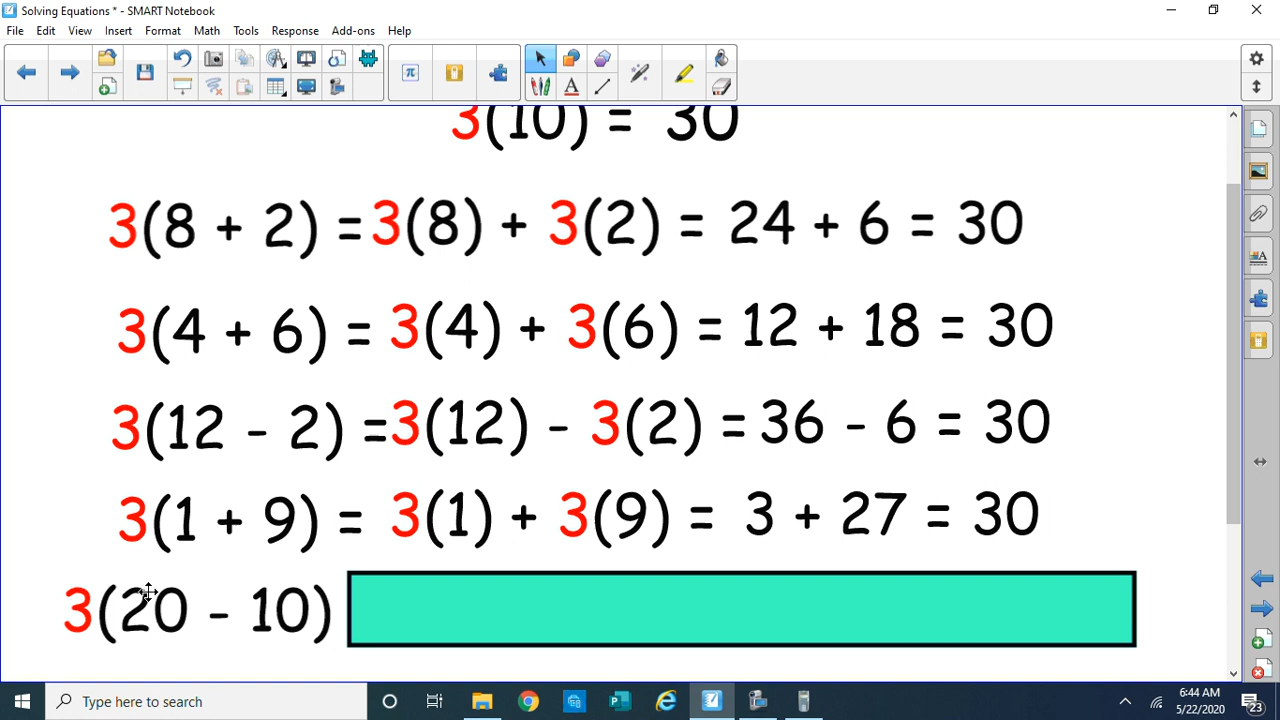 Solving Equations * - SMART Notebook
File Edit View Insert Format Math Tools Response Add-ons Help
3(10) = 30
3(8 + 2) = 3(8) + 3(2) = 24 + 6 = 30
3(4 + 6) = 3(4) + 3(6) = 12 + 18 = 30
3(12 - 2) = 3(12) - 3(2) = 36 - 6 = 30
3(1 + 9) = 3(1) + 3(9) = 3 + 27 = 30
3(20 - 10)
Type here to search
6:44 AM
5/22/2020
23